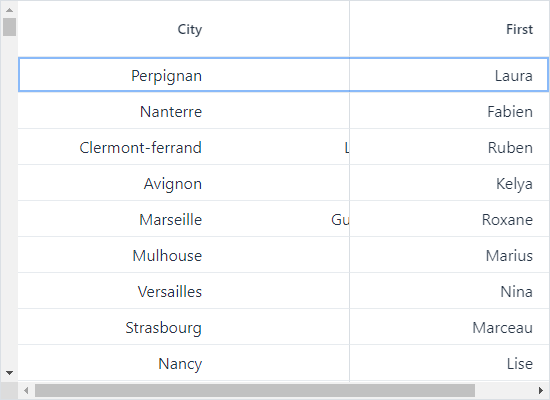 City First
Perpignan Laura
Nanterre Fabien
Clermont-ferrand L Ruben
Avignon Kelya
Marseille Gu Roxane
Mulhouse Marius
Versailles Nina
Strasbourg Marceau
Nancy Lise